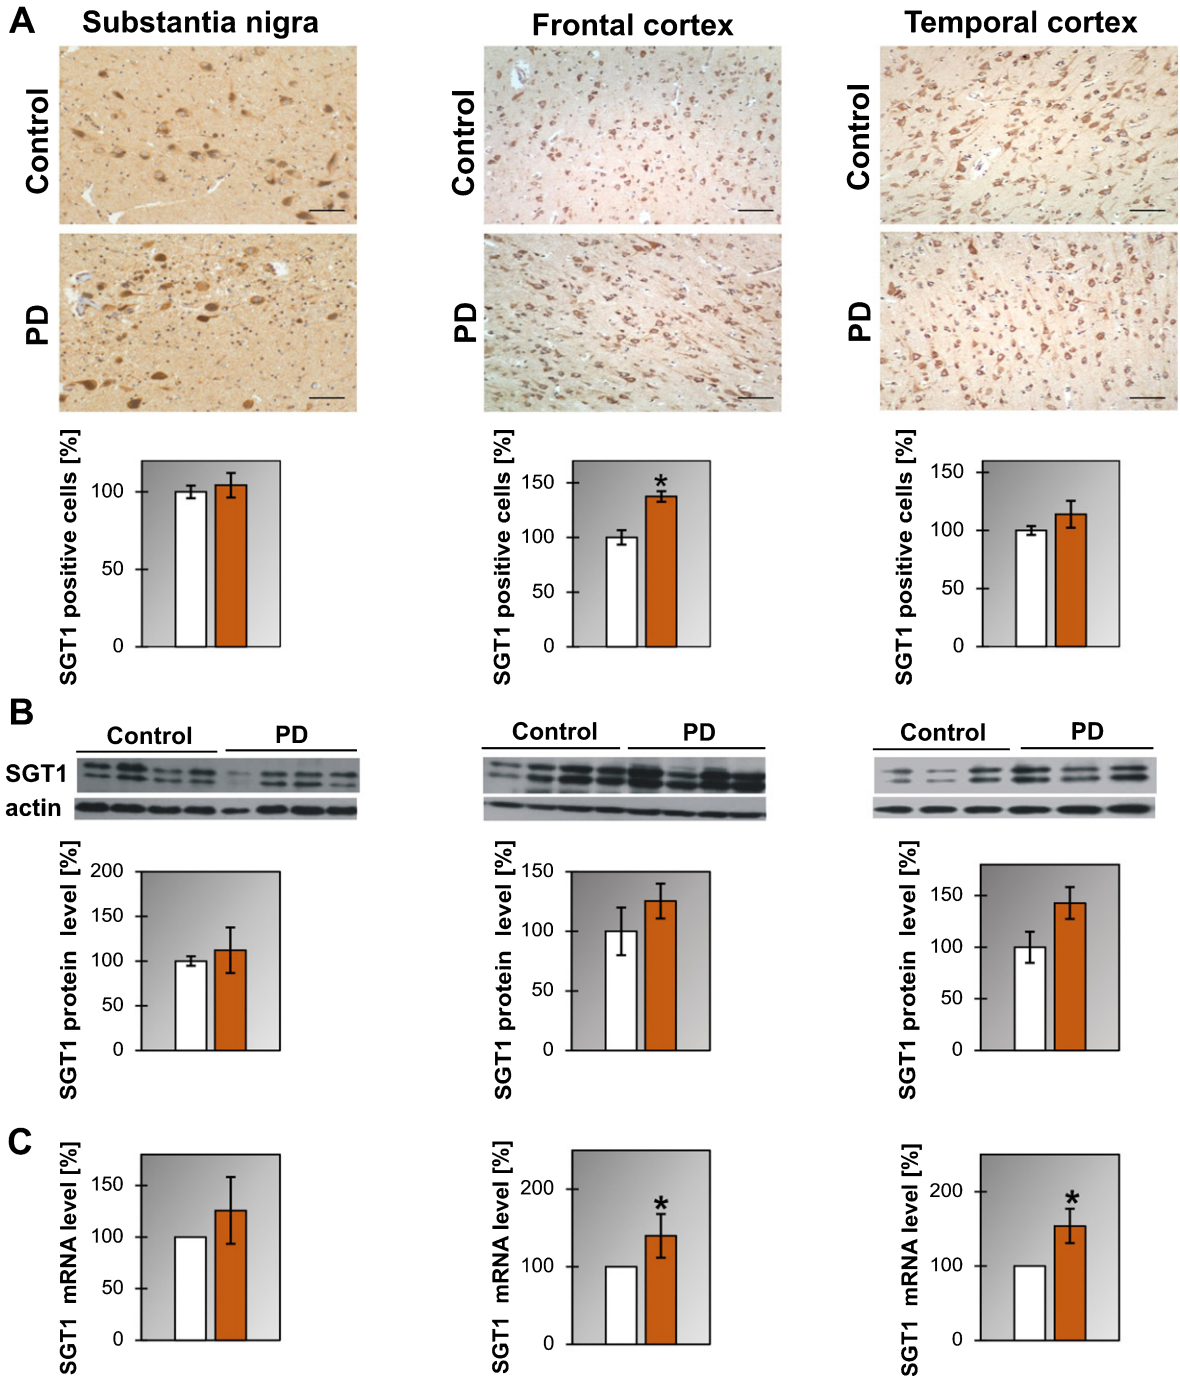 A
Substantia nigra
Frontal cortex
Temporal cortex
Control
Control
Control
PD
PD
PD
SGT1 positive cells [%]
100
50
0
SGT1 positive cells [%]
150
100
50
0
*
SGT1 positive cells [%]
150
100
50
0
B
Control PD
Control PD
Control PD
SGT1
actin
SGT1 protein level [%]
200
150
100
50
0
SGT1 protein level [%]
150
100
50
0
SGT1 protein level [%]
150
100
50
0
C
SGT1 mRNA level [%]
150
100
50
0
SGT1 mRNA level [%]
200
100
0
*
SGT1 mRNA level [%]
200
100
0
*